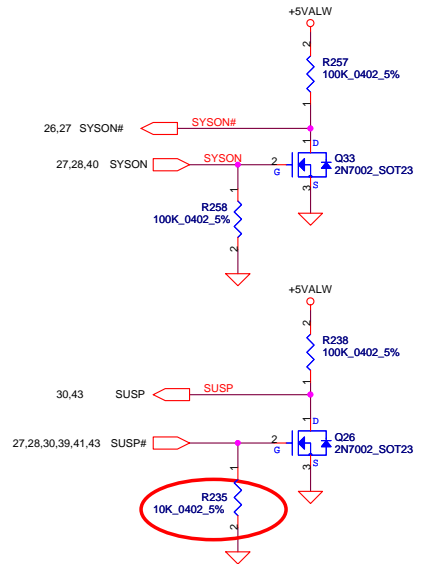 +5VALW
2
R257
100K_0402_5%
1
26,27 SYSON# SYSON#
1 D
Q33
2N7002_SOT23
27,28,40 SYSON SYSON 2
G
S
3
1
R258
100K_0402_5%
2
+5VALW
2
R238
100K_0402_5%
1
30,43 SUSP SUSP
1 D
Q26
2N7002_SOT23
27,28,30,39,41,43 SUSP# 2
G
S
3
1
R235
10K_0402_5%
2